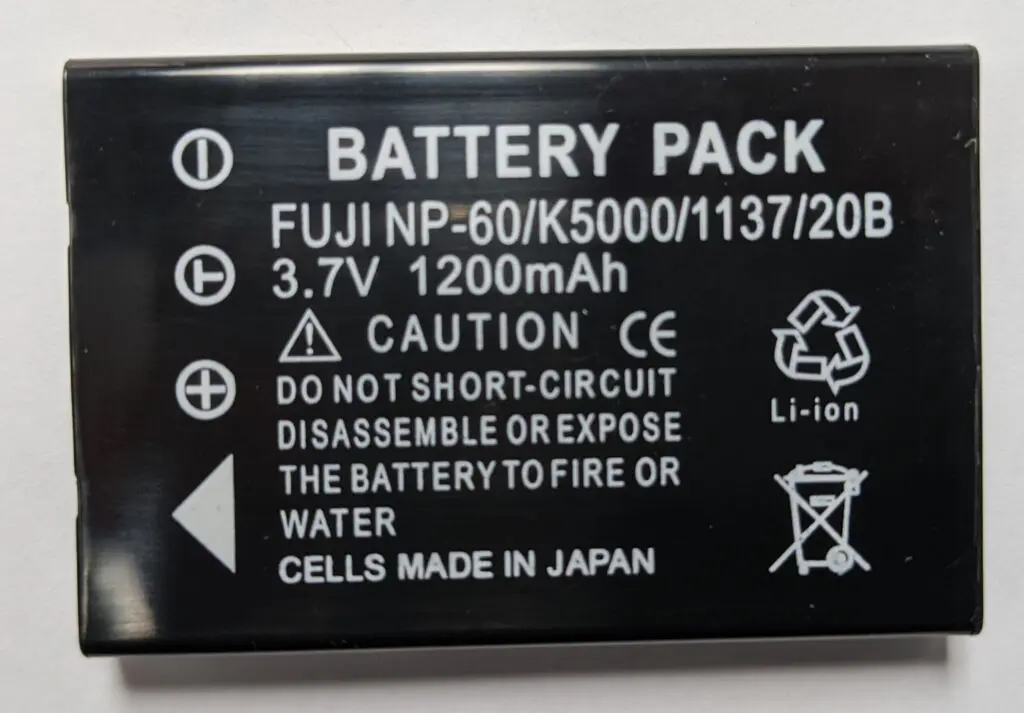 BATTERY PACK
FUJI NP-60/K5000/1137/20B
3.7V 1200mAh
CAUTION CE
DO NOT SHORT-CIRCUIT
DISASSEMBLE OR EXPOSE
THE BATTERY TO FIRE OR
WATER
CELLS MADE IN JAPAN
T
Li-ion